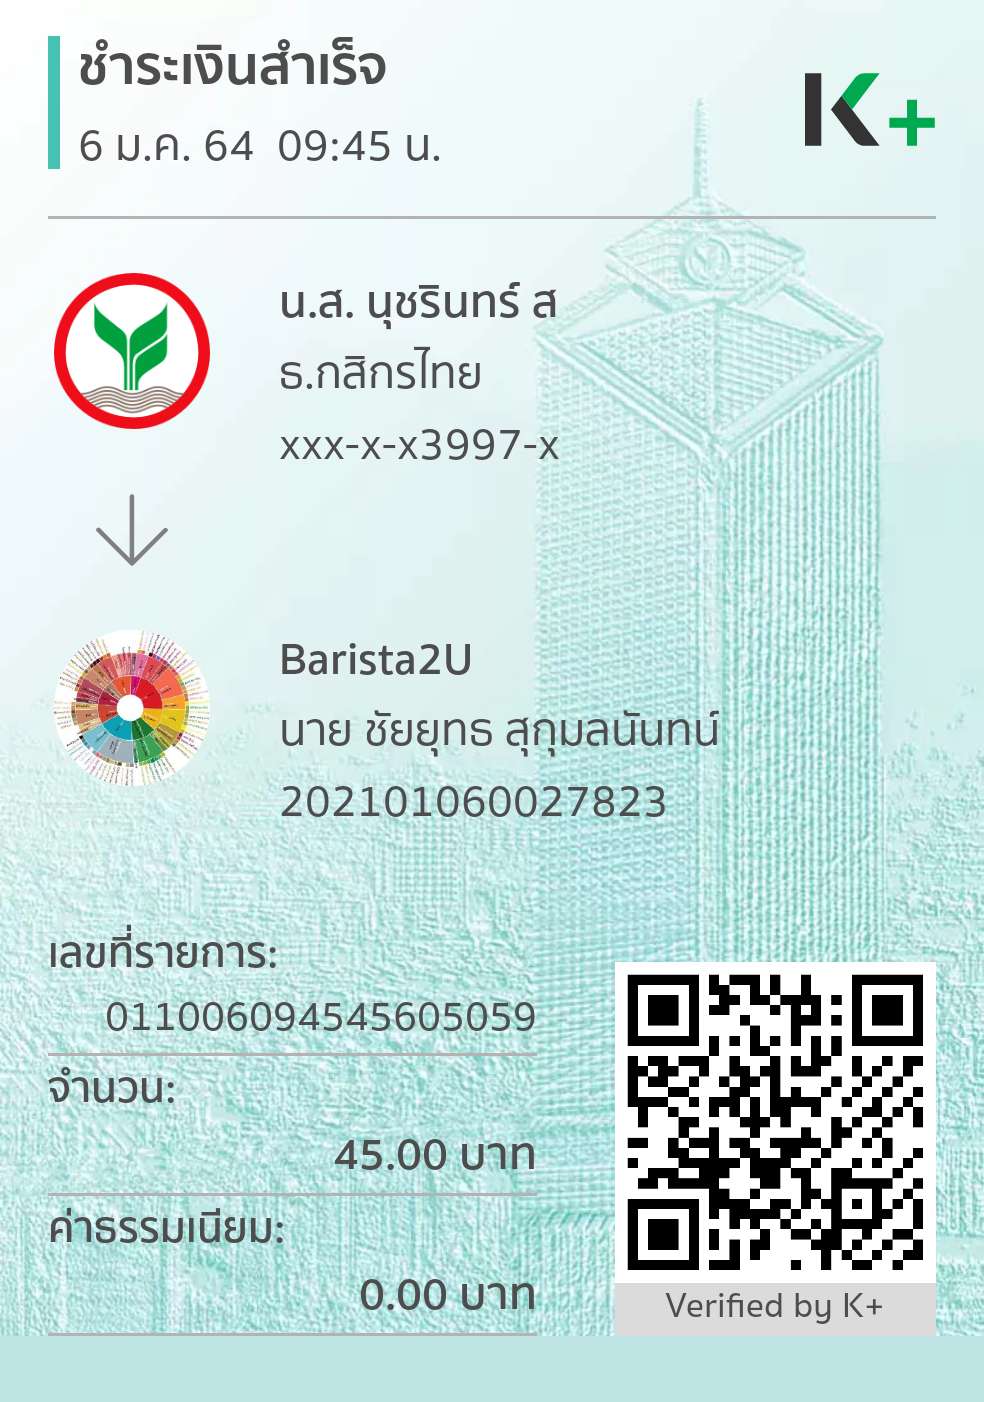 ชำระเงินสำเร็จ
6 ม.ค. 64  09:45 น.
K+
น.ส. นุชรินทร์ ส
ธ.กสิกรไทย
xxx-x-x3997-x
Barista2U
นาย ชัยยุทธ สุกุมลนันทน์
202101060027823
เลขที่รายการ:
011006094545605059
จำนวน:
45.00 บาท
ค่าธรรมเนียม:
0.00 บาท
Verified by K+